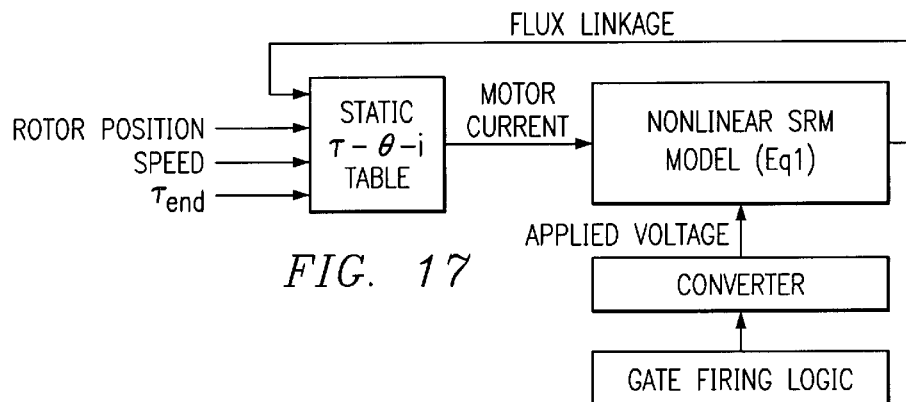 FLUX LINKAGE
ROTOR POSITION
SPEED
τend
STATIC
τ-θ-i
TABLE
MOTOR
CURRENT
NONLINEAR SRM
MODEL (Eq1)
APPLIED VOLTAGE
CONVERTER
GATE FIRING LOGIC
FIG. 17